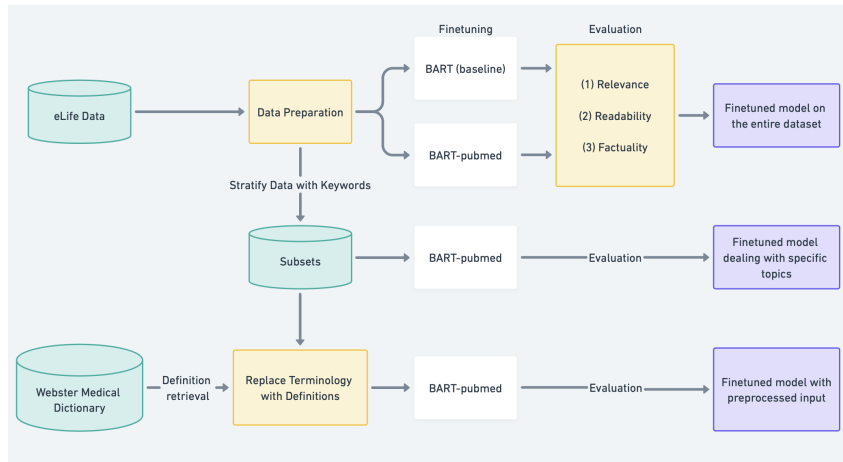 Finetuning
Evaluation
eLife Data
Data Preparation
BART (baseline)
BART-pubmed
(1) Relevance
(2) Readability
(3) Factuality
Finetuned model on
the entire dataset
Stratify Data with Keywords
Subsets
BART-pubmed
Evaluation
Finetuned model
dealing with specific
topics
Webster Medical
Dictionary
Definition
retrieval
Replace Terminology
with Definitions
BART-pubmed
Evaluation
Finetuned model with
preprocessed input